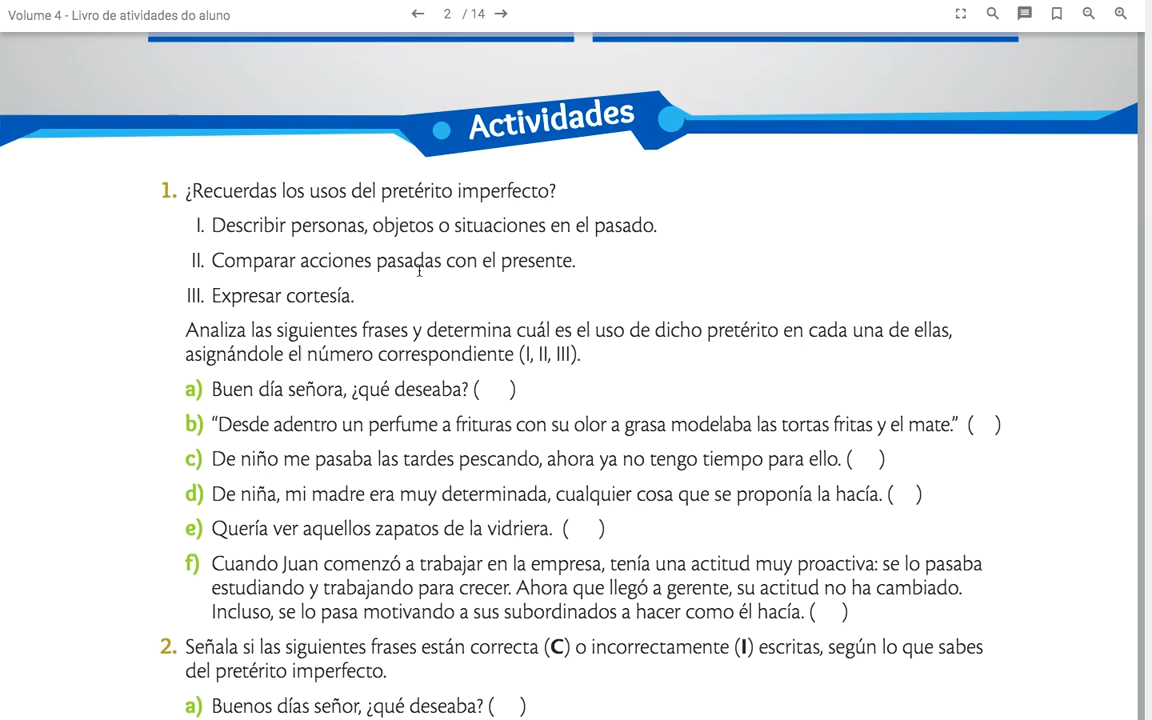 Volume 4 - Livro de atividades do aluno
← 2 / 14 →
Actividades
1. ¿Recuerdas los usos del pretérito imperfecto?
I. Describir personas, objetos o situaciones en el pasado.
II. Comparar acciones pasadas con el presente.
III. Expresar cortesía.
Analiza las siguientes frases y determina cuál es el uso de dicho pretérito en cada una de ellas,
asignándole el número correspondiente (I, II, III).
a) Buen día señora, ¿qué deseaba? (    )
b) “Desde adentro un perfume a frituras con su olor a grasa modelaba las tortas fritas y el mate.” (    )
c) De niño me pasaba las tardes pescando, ahora ya no tengo tiempo para ello. (    )
d) De niña, mi madre era muy determinada, cualquier cosa que se proponía la hacía. (    )
e) Quería ver aquellos zapatos de la vidriera. (    )
f) Cuando Juan comenzó a trabajar en la empresa, tenía una actitud muy proactiva: se lo pasaba
estudiando y trabajando para crecer. Ahora que llegó a gerente, su actitud no ha cambiado.
Incluso, se lo pasa motivando a sus subordinados a hacer como él hacía. (    )
2. Señala si las siguientes frases están correcta (C) o incorrectamente (I) escritas, según lo que sabes
del pretérito imperfecto.
a) Buenos días señor, ¿qué deseaba? (    )